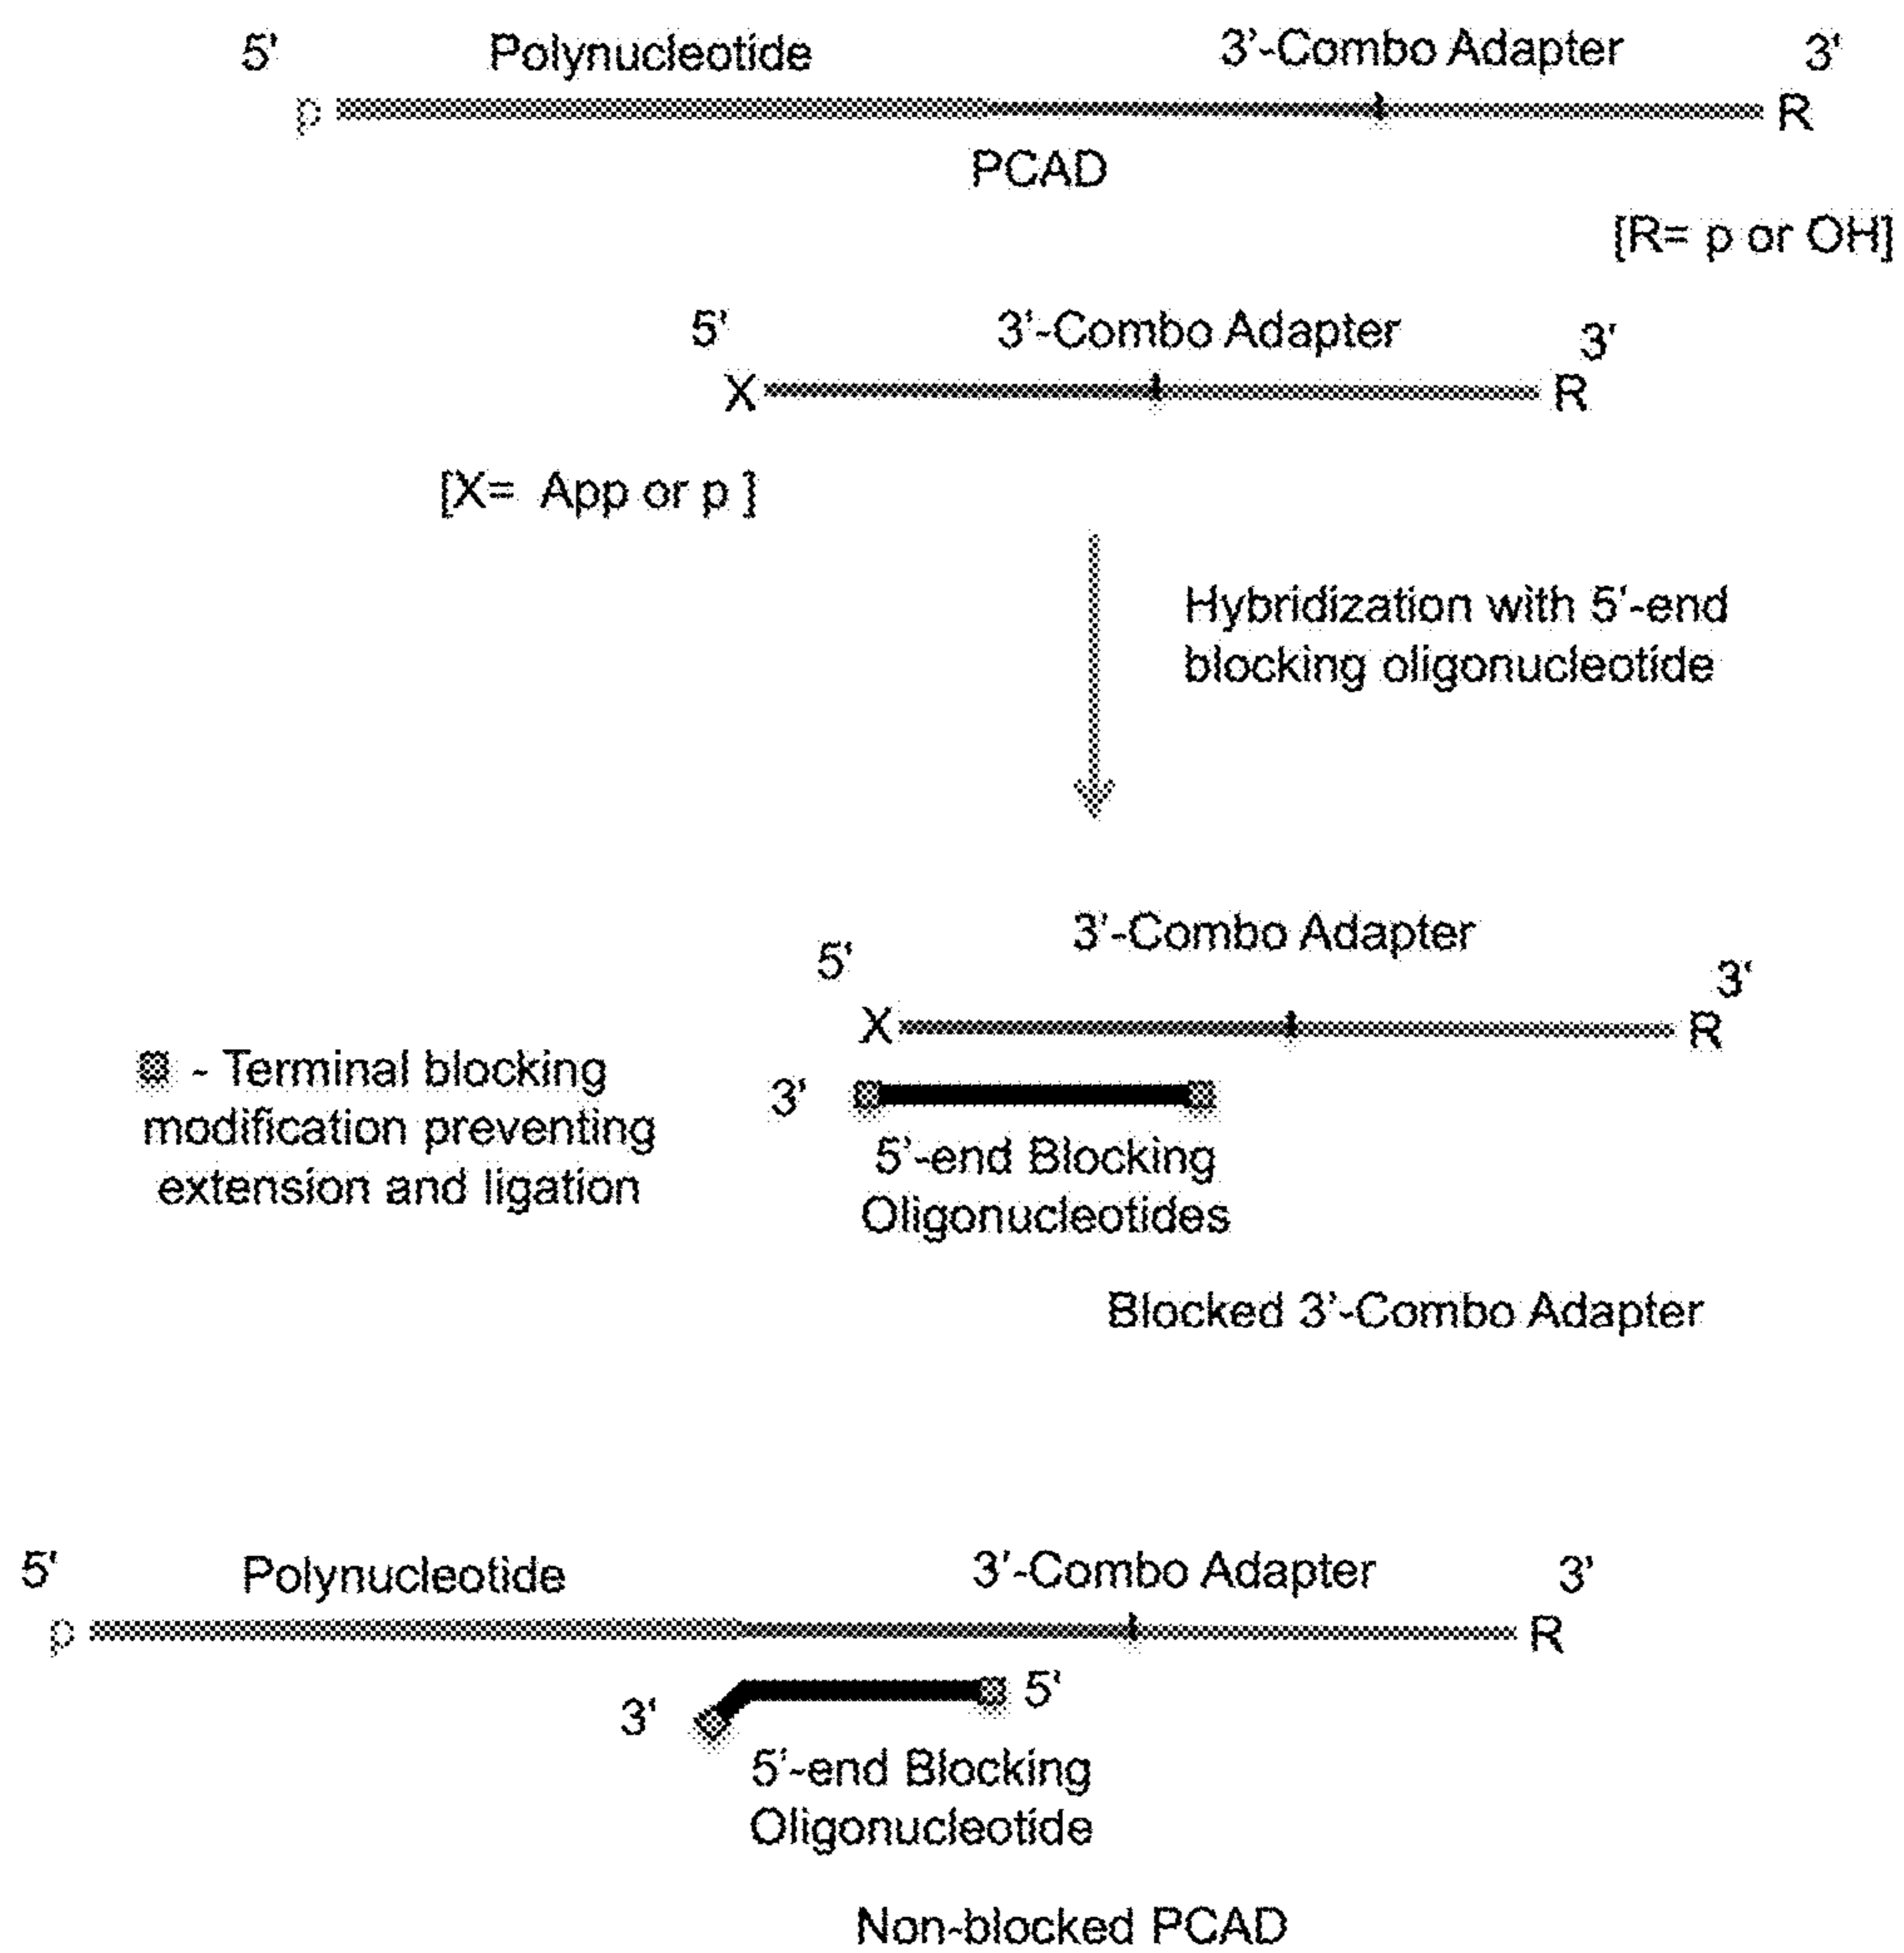 5' Polynucleotide 3'-Combo Adapter 3'
p R
PCAD
[R= p or OH]
5' 3'-Combo Adapter 3'
X R
[X= App or p ]
Hybridization with 5'-end
blocking oligonucleotide
3'-Combo Adapter
5' 3'
X R
- Terminal blocking
modification preventing
extension and ligation
3'
5'-end Blocking
Oligonucleotides
Blocked 3'-Combo Adapter
5' Polynucleotide 3'-Combo Adapter 3'
p R
3' 5'
5'-end Blocking
Oligonucleotide
Non-blocked PCAD